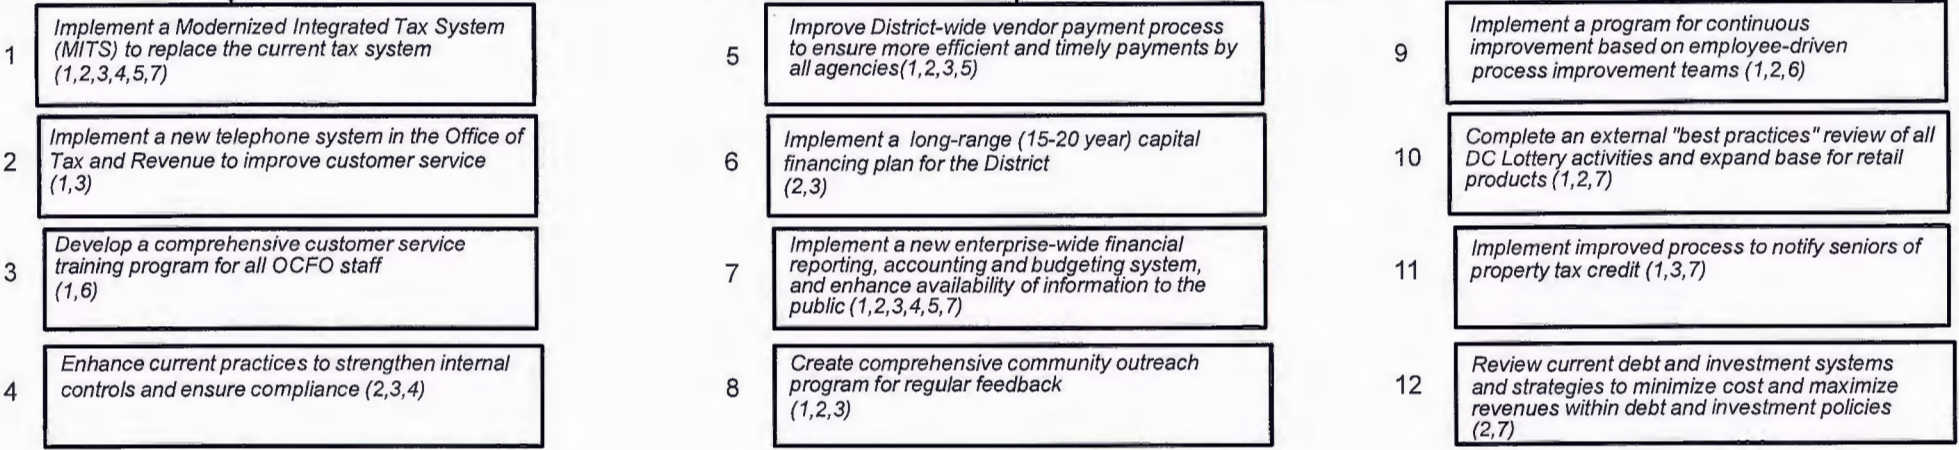 1
Implement a Modernized Integrated Tax System
(MITS) to replace the current tax system
(1,2,3,4,5,7)
2
Implement a new telephone system in the Office of
Tax and Revenue to improve customer service
(1,3)
3
Develop a comprehensive customer service
training program for all OCFO staff
(1,6)
4
Enhance current practices to strengthen internal
controls and ensure compliance (2,3,4)
5
Improve District-wide vendor payment process
to ensure more efficient and timely payments by
all agencies(1,2,3,5)
6
Implement a long-range (15-20 year) capital
financing plan for the District
(2,3)
7
Implement a new enterprise-wide financial
reporting, accounting and budgeting system,
and enhance availability of information to the
public (1,2,3,4,5,7)
8
Create comprehensive community outreach
program for regular feedback
(1,2,3)
9
Implement a program for continuous
improvement based on employee-driven
process improvement teams (1,2,6)
10
Complete an external "best practices" review of all
DC Lottery activities and expand base for retail
products (1,2,7)
11
Implement improved process to notify seniors of
property tax credit (1,3,7)
12
Review current debt and investment systems
and strategies to minimize cost and maximize
revenues within debt and investment policies
(2,7)